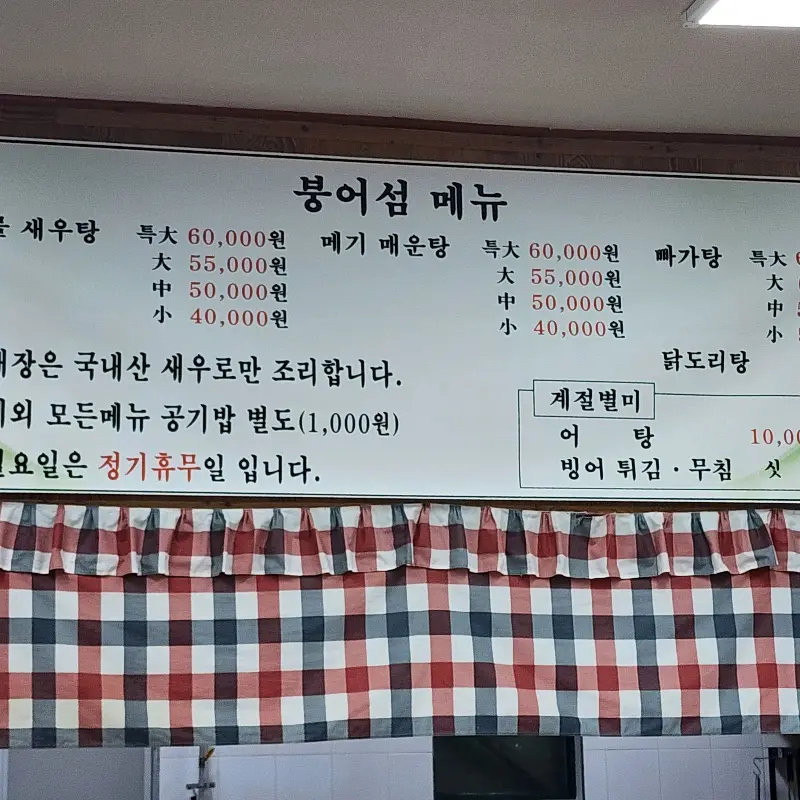 붕어섬 메뉴
새우탕 특大 60,000원 메기 매운탕 특大 60,000원 빠가탕 특大
大 55,000원 大 55,000원 大
中 50,000원 中 50,000원 中
小 40,000원 小 40,000원 小
국내산 새우로만 조리합니다. 닭도리탕
모든메뉴 공기밥 별도(1,000원) 계절별미
어 탕
정기휴무일 입니다. 빙어 튀김·무침 싯